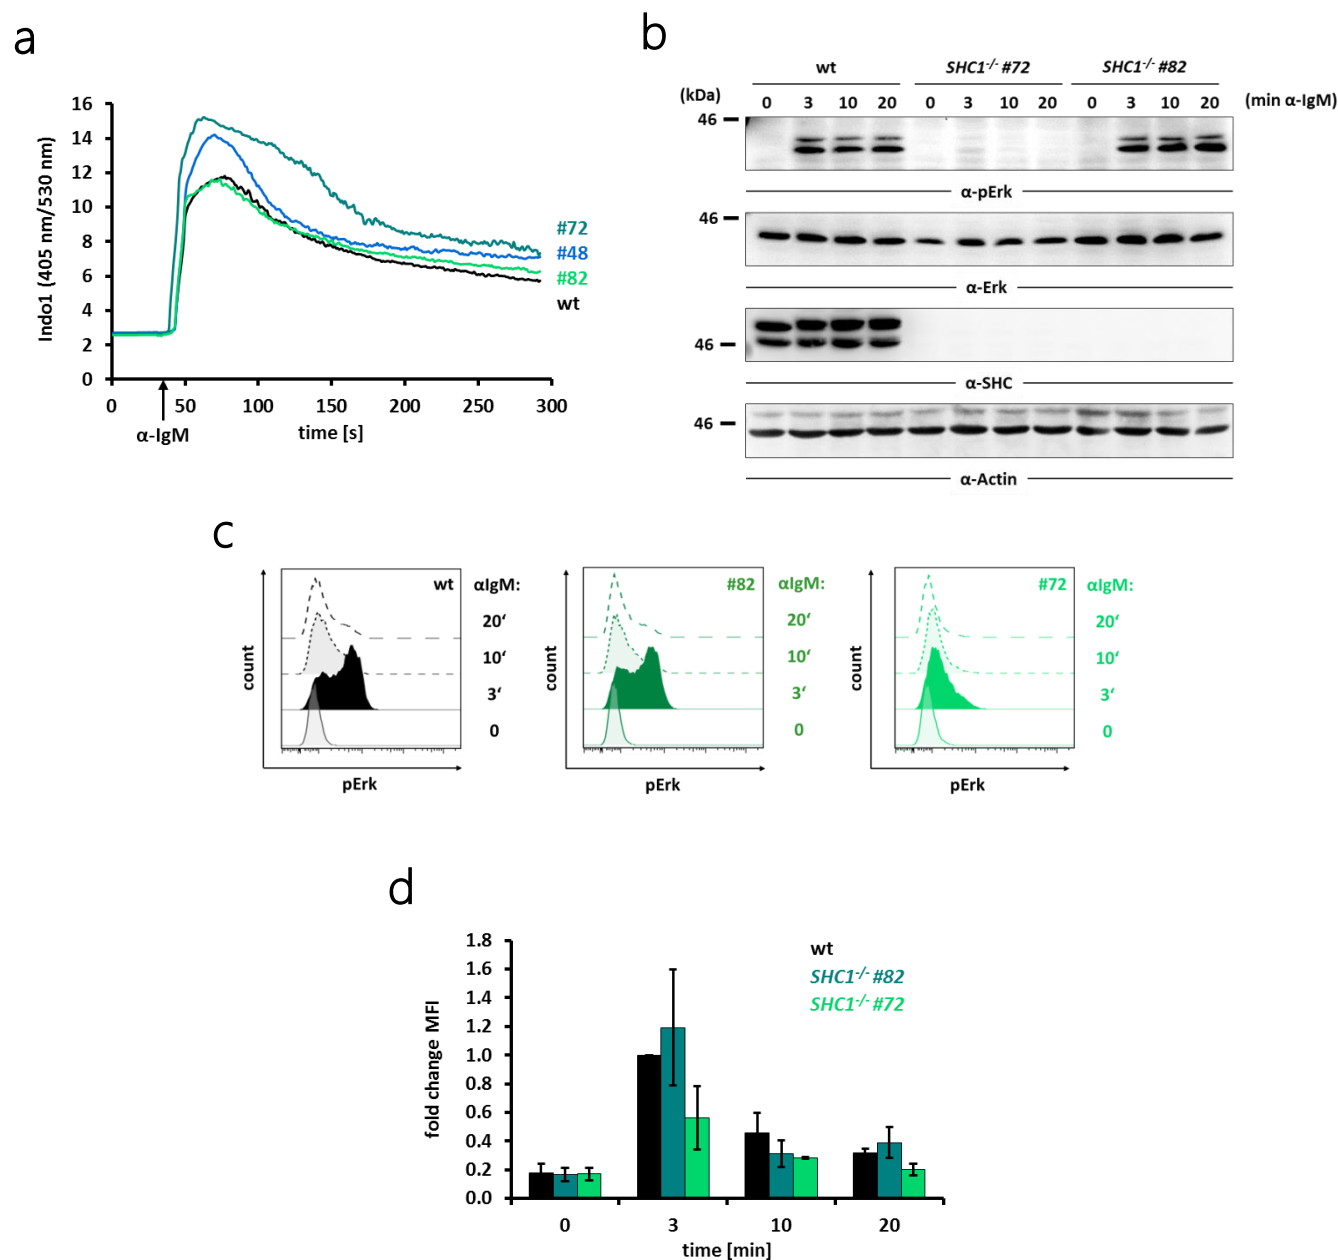 a
Indo1 (405 nm/530 nm)
16
14
12
10
8
6
4
2
0
0 50 100 150 200 250 300
α-IgM
time [s]
#72
#48
#82
wt
b
wt SHC1-/- #72 SHC1-/- #82
(kDa) 0 3 10 20 0 3 10 20 0 3 10 20 (min α-IgM)
46
α-pErk
46
α-Erk
46
α-SHC
46
α-Actin
c
count
wt
αIgM:
20‘
10‘
3‘
0
pErk
count
#82
αIgM:
20‘
10‘
3‘
0
pErk
count
#72
αIgM:
20‘
10‘
3‘
0
pErk
d
fold change MFI
1.8
1.6
1.4
1.2
1.0
0.8
0.6
0.4
0.2
0.0
wt
SHC1-/- #82
SHC1-/- #72
0 3 10 20
time [min]